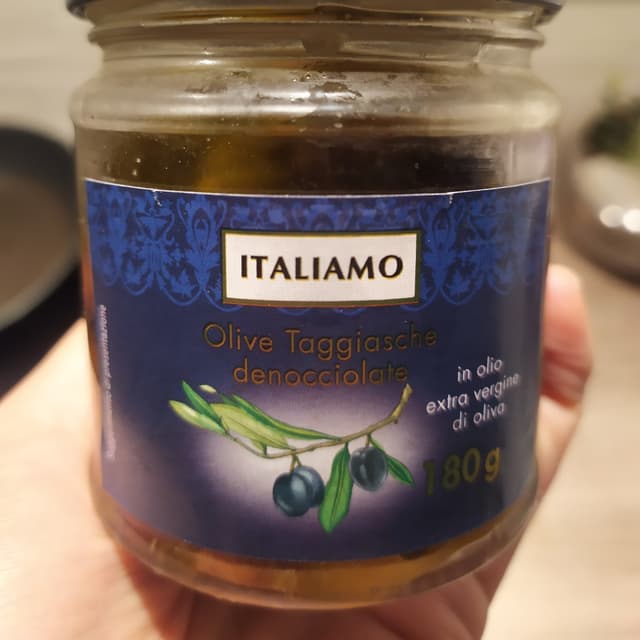 ITALIAMO
Olive Taggiasche
denocciolate
in olio
extra vergine
di oliva
180g